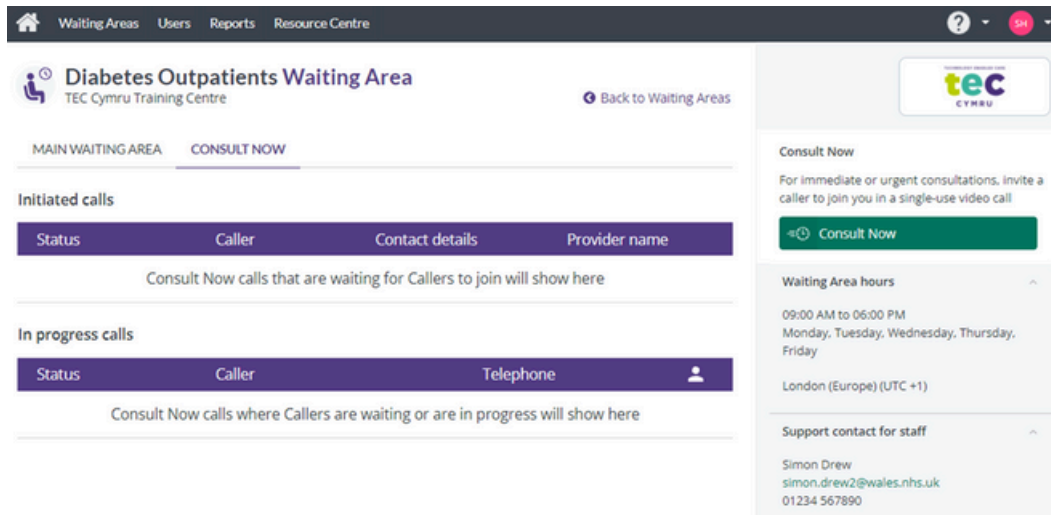 Waiting Areas Users Reports Resource Centre
? SH
Diabetes Outpatients Waiting Area
TEC Cymru Training Centre
Back to Waiting Areas
MAIN WAITING AREA CONSULT NOW
Initiated calls
Status Caller Contact details Provider name
Consult Now calls that are waiting for Callers to join will show here
In progress calls
Status Caller Telephone
Consult Now calls where Callers are waiting or are in progress will show here
TECHNOLOGY ENABLED CARE
tec
CYMRU
Consult Now
For immediate or urgent consultations, invite a
caller to join you in a single-use video call
Consult Now
Waiting Area hours
09:00 AM to 06:00 PM
Monday, Tuesday, Wednesday, Thursday,
Friday
London (Europe) (UTC +1)
Support contact for staff
Simon Drew
simon.drew2@wales.nhs.uk
01234 567890